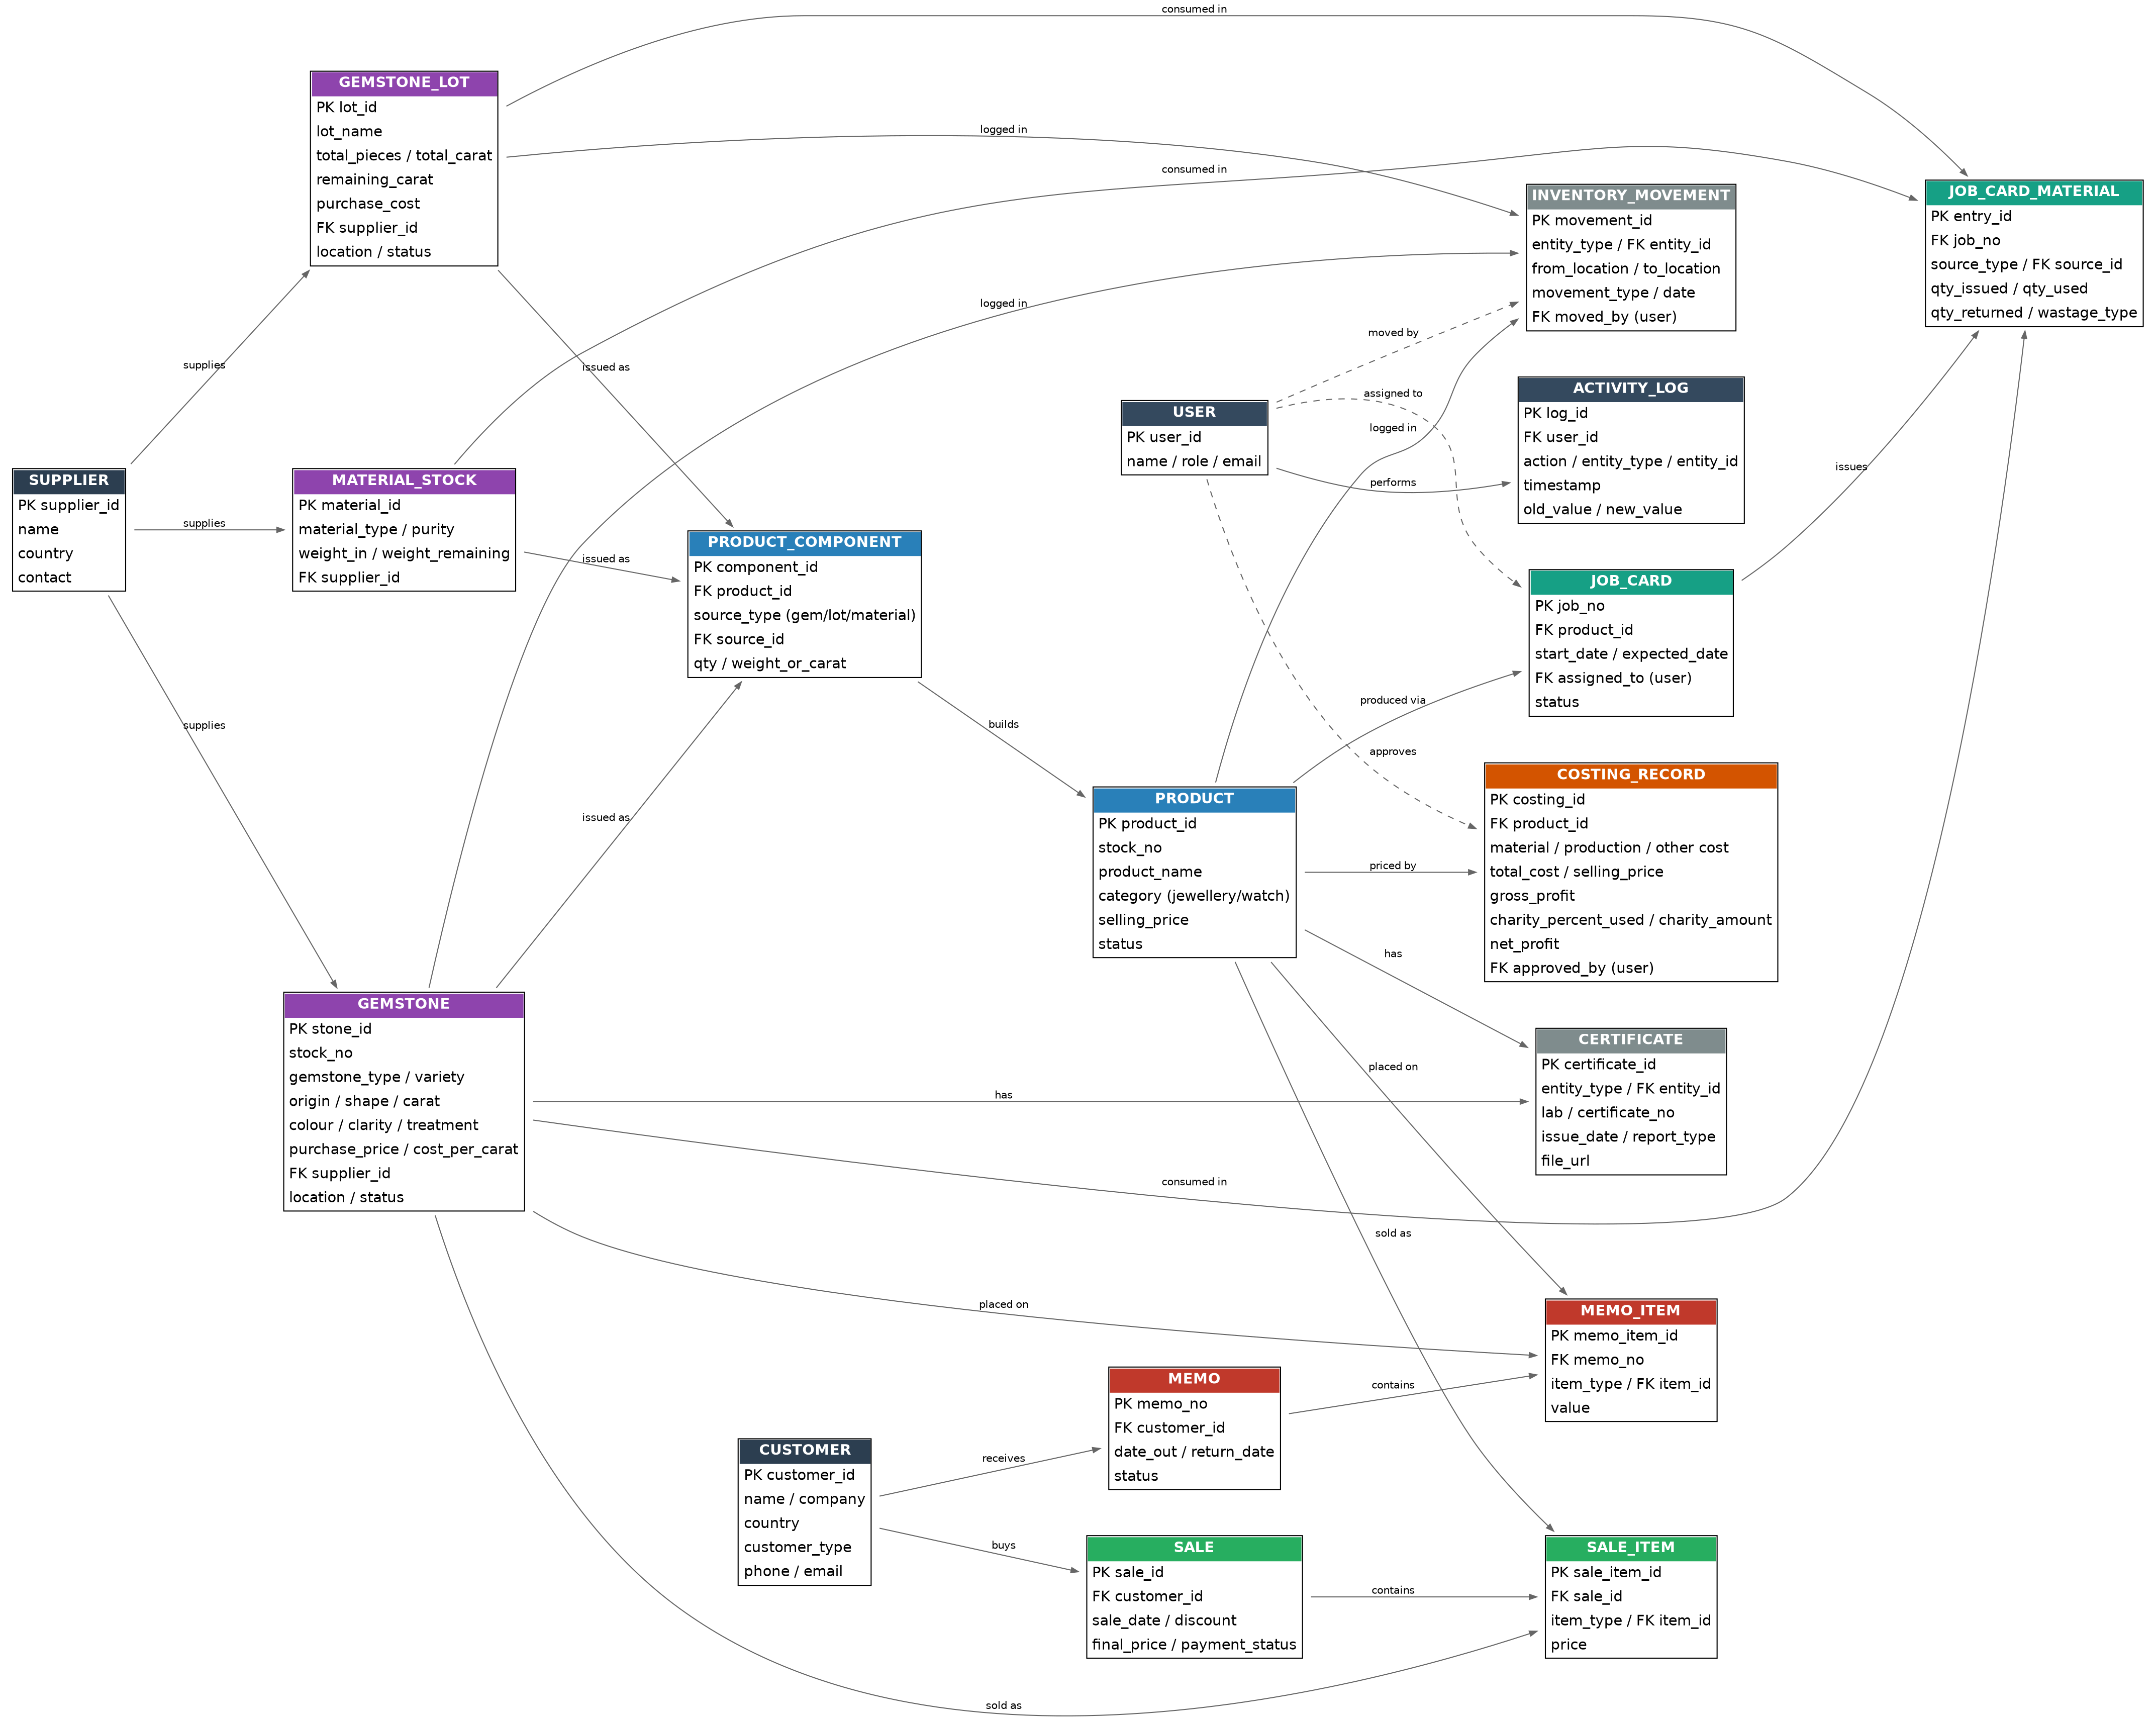 consumed in
GEMSTONE_LOT
PK lot_id
lot_name
total_pieces / total_carat
remaining_carat
purchase_cost
FK supplier_id
location / status
logged in
consumed in
INVENTORY_MOVEMENT
PK movement_id
entity_type / FK entity_id
from_location / to_location
movement_type / date
FK moved_by (user)
JOB_CARD_MATERIAL
PK entry_id
FK job_no
source_type / FK source_id
qty_issued / qty_used
qty_returned / wastage_type
logged in
supplies
issued as
moved by
assigned to
logged in
performs
issues
USER
PK user_id
name / role / email
ACTIVITY_LOG
PK log_id
FK user_id
action / entity_type / entity_id
timestamp
old_value / new_value
SUPPLIER
PK supplier_id
name
country
contact
supplies
MATERIAL_STOCK
PK material_id
material_type / purity
weight_in / weight_remaining
FK supplier_id
issued as
PRODUCT_COMPONENT
PK component_id
FK product_id
source_type (gem/lot/material)
FK source_id
qty / weight_or_carat
JOB_CARD
PK job_no
FK product_id
start_date / expected_date
FK assigned_to (user)
status
supplies
builds
produced via
approves
issued as
PRODUCT
PK product_id
stock_no
product_name
category (jewellery/watch)
selling_price
status
priced by
COSTING_RECORD
PK costing_id
FK product_id
material / production / other cost
total_cost / selling_price
gross_profit
charity_percent_used / charity_amount
net_profit
FK approved_by (user)
has
GEMSTONE
PK stone_id
stock_no
gemstone_type / variety
origin / shape / carat
colour / clarity / treatment
purchase_price / cost_per_carat
FK supplier_id
location / status
has
CERTIFICATE
PK certificate_id
entity_type / FK entity_id
lab / certificate_no
issue_date / report_type
file_url
placed on
consumed in
sold as
placed on
MEMO_ITEM
PK memo_item_id
FK memo_no
item_type / FK item_id
value
MEMO
PK memo_no
FK customer_id
date_out / return_date
status
contains
CUSTOMER
PK customer_id
name / company
country
customer_type
phone / email
receives
buys
SALE
PK sale_id
FK customer_id
sale_date / discount
final_price / payment_status
contains
SALE_ITEM
PK sale_item_id
FK sale_id
item_type / FK item_id
price
sold as